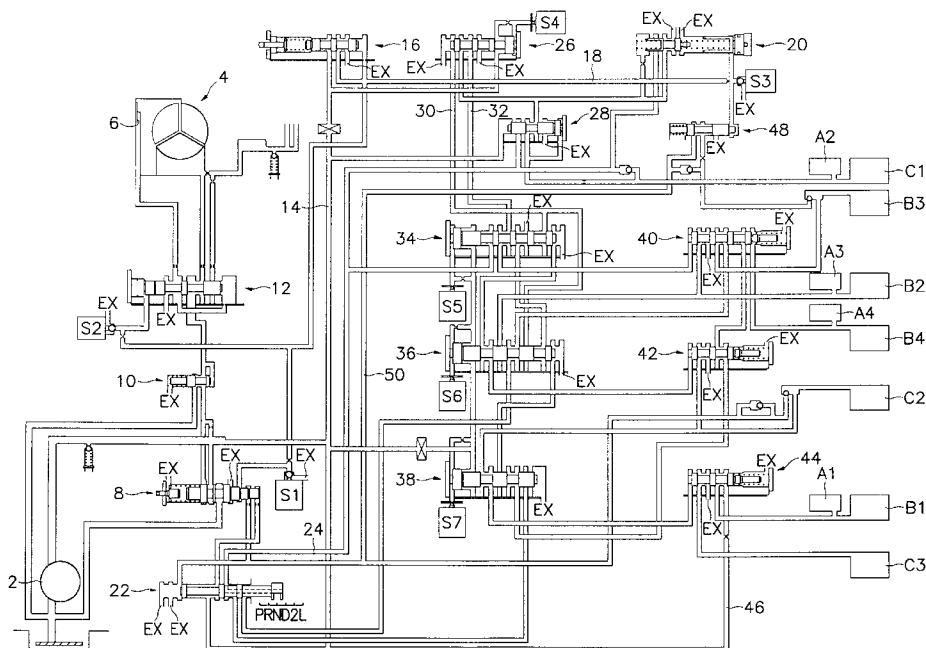 EX
EX
EX
S4
16
EX
EX
EX
26
20
4
18
S3
6
30
32
28
EX
EX
EX
48
A2
C1
14
B3
EX
EX
34
40
EX
EX
A3
12
S5
B2
EX
EX
S2
A4
B4
36
42
EX
10
50
EX
EX
EX
S6
C2
EX
EX
EX
8
S1
38
EX
44
EX
EX
A1
B1
S7
24
2
22
C3
PRND2L
46
EX
EX